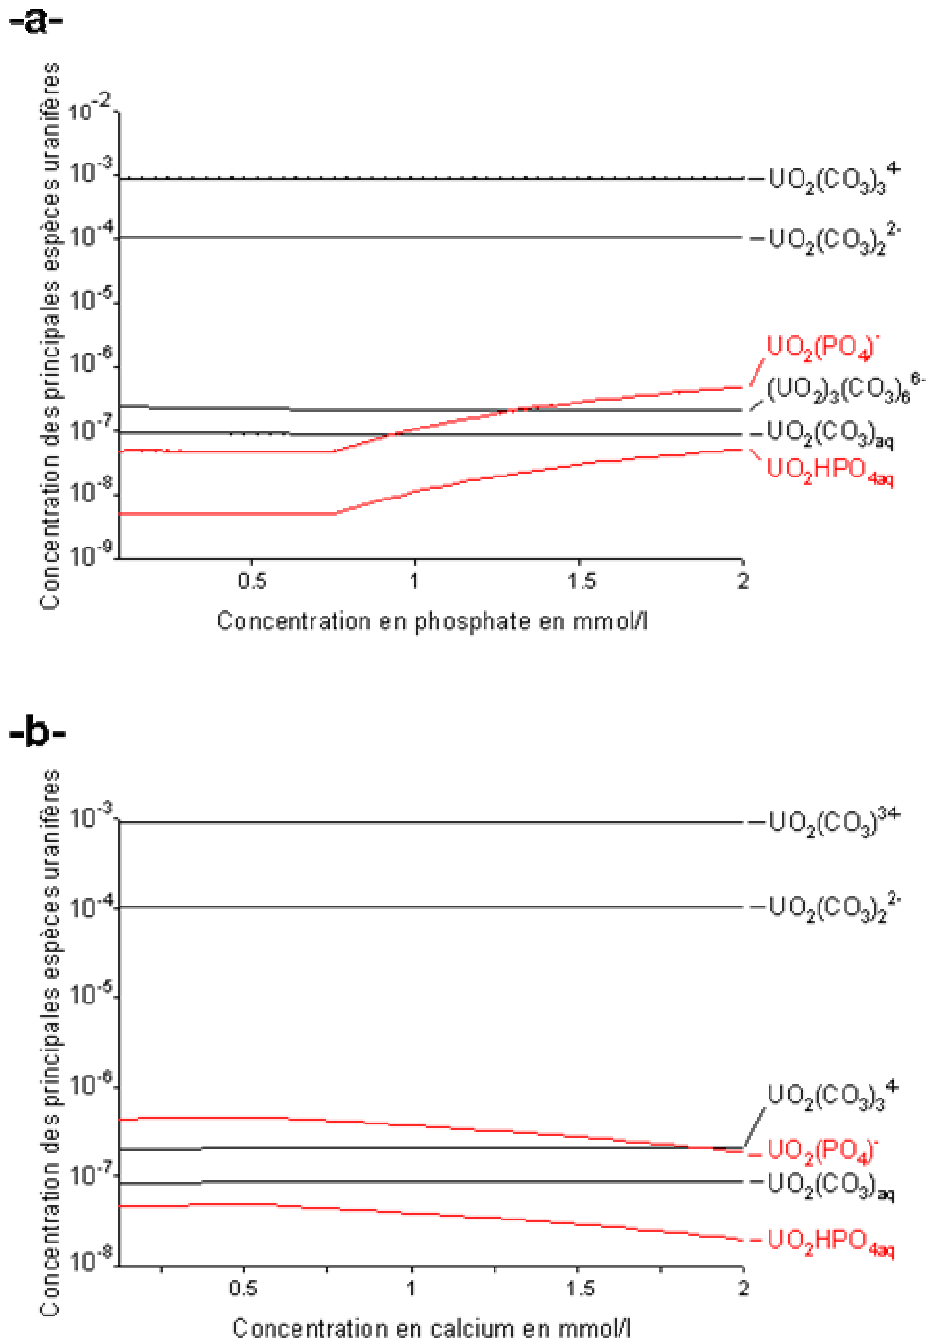 -a-
Concentration des principales espèces uranifères
10⁻²
10⁻³
10⁻⁴
10⁻⁵
10⁻⁶
10⁻⁷
10⁻⁸
10⁻⁹
UO₂(CO₃)₃⁴⁻
UO₂(CO₃)₂²⁻
UO₂(PO₄)⁻
(UO₂)₃(CO₃)₆⁶⁻
UO₂(CO₃)aq
UO₂HPO₄aq
0.5 1 1.5 2
Concentration en phosphate en mmol/l
-b-
Concentration des principales espèces uranifères
10⁻³
10⁻⁴
10⁻⁵
10⁻⁶
10⁻⁷
10⁻⁸
UO₂(CO₃)³⁴⁻
UO₂(CO₃)₂²⁻
UO₂(CO₃)₃⁴⁻
UO₂(PO₄)⁻
UO₂(CO₃)aq
UO₂HPO₄aq
0.5 1 1.5 2
Concentration en calcium en mmol/l